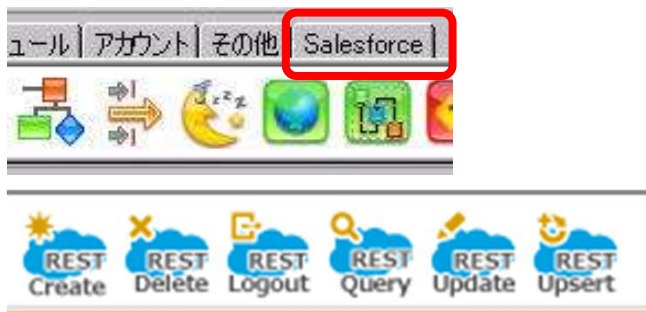 ュール アカウント その他 Salesforce
z z z z
REST REST REST REST REST REST
Create Delete Logout Query Update Upsert